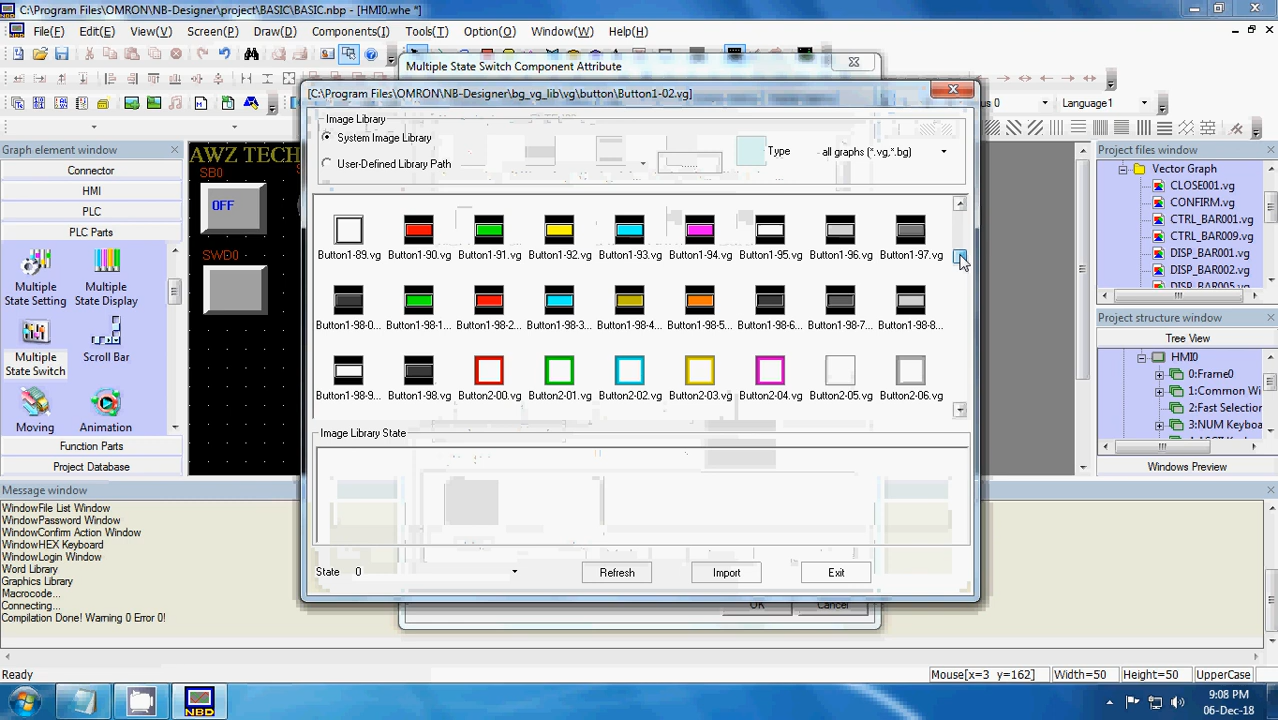 C:\Program Files\OMRON\NB-Designer\project\BASIC\BASIC.nbp - [HMI0.whe *]
File(F) Edit(E) View(V) Screen(P) Draw(D) Components(I) Tools(T) Option(O) Window(W) Help(H)
Multiple State Switch Component Attribute
[C:\Program Files\OMRON\NB-Designer\bg_vg_lib\vg\button\Button1-02.vg]
Image Library
System Image Library
User-Defined Library Path
......
Type
all graphs (*.vg,*.bg)
Button1-89.vg Button1-90.vg Button1-91.vg Button1-92.vg Button1-93.vg Button1-94.vg Button1-95.vg Button1-96.vg Button1-97.vg
Button1-98-0... Button1-98-1... Button1-98-2... Button1-98-3... Button1-98-4... Button1-98-5... Button1-98-6... Button1-98-7... Button1-98-8...
Button1-98-9... Button1-98.vg Button2-00.vg Button2-01.vg Button2-02.vg Button2-03.vg Button2-04.vg Button2-05.vg Button2-06.vg
Image Library State
State 0
Refresh Import Exit
OK Cancel
Language1
Graph element window
Connector
HMI
PLC
PLC Parts
Multiple State Setting
Multiple State Display
Multiple State Switch
Scroll Bar
Moving
Animation
Function Parts
Project Database
AWZ TECH
SB0
OFF
SWD0
Project files window
Vector Graph
CLOSE001.vg
CONFIRM.vg
CTRL_BAR001.vg
CTRL_BAR009.vg
DISP_BAR001.vg
DISP_BAR002.vg
Project structure window
Tree View
HMI0
0:Frame0
1:Common Wi
2:Fast Selection
3:NUM Keyboa
Windows Preview
Message window
WindowFile List Window
WindowPassword Window
WindowConfirm Action Window
WindowHEX Keyboard
WindowLogin Window
Word Library
Graphics Library
Macrocode...
Connecting...
Compilation Done! Warning 0 Error 0!
Ready
Mouse[x=3 y=162] Width=50 Height=50 UpperCase
NBD
9:08 PM
06-Dec-18